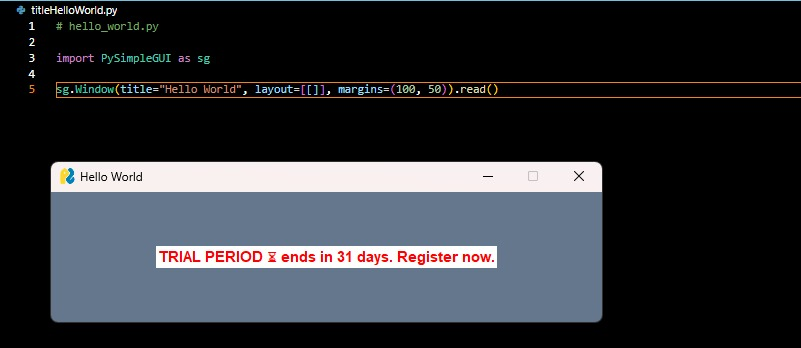 titleHelloWorld.py
1 # hello_world.py
2
3 import PySimpleGUI as sg
4
5 sg.Window(title="Hello World", layout=[[]], margins=(100, 50)).read()
Hello World
TRIAL PERIOD ⏳ ends in 31 days. Register now.